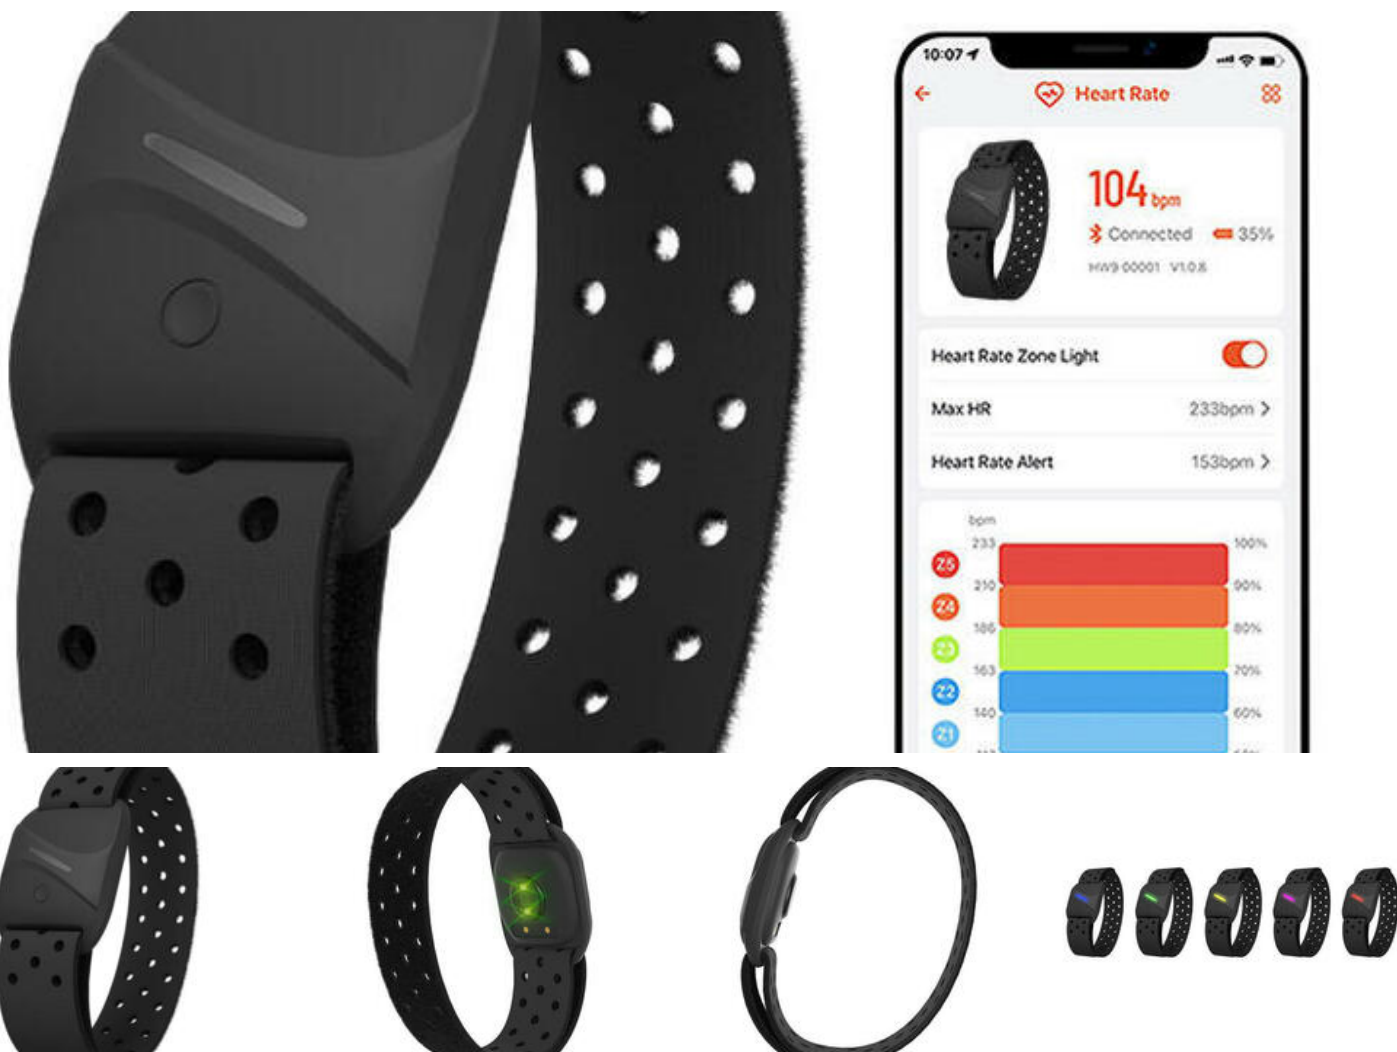 10:07
Heart Rate
104 bpm
Connected 35%
HW9-00001 V1.0.8
Heart Rate Zone Light
Max HR 233bpm
Heart Rate Alert 153bpm
bpm
233 100%
Z5
210 90%
Z4
186 80%
Z3
163 70%
Z2
140 60%
Z1